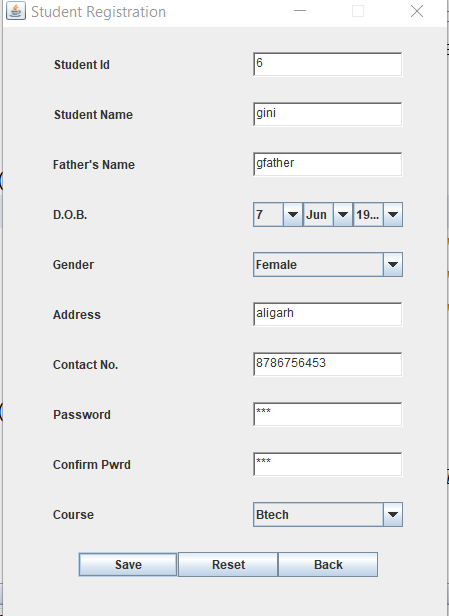 Student Registration
Student Id 6
Student Name gini
Father's Name gfather
D.O.B. 7 Jun 19...
Gender Female
Address aligarh
Contact No. 8786756453
Password ***
Confirm Pwrd ***
Course Btech
Save Reset Back